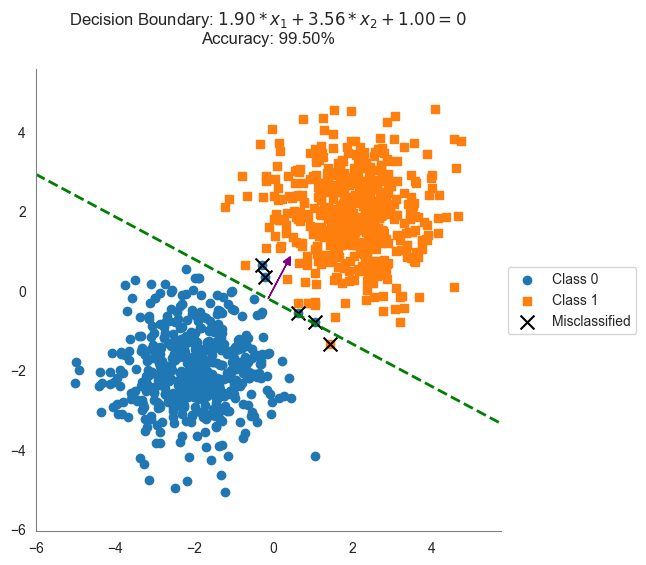 Decision Boundary: 1.90 * x₁ + 3.56 * x₂ + 1.00 = 0
Accuracy: 99.50%
4
2
0
−2
−4
−6
−6 −4 −2 0 2 4
Class 0
Class 1
Misclassified